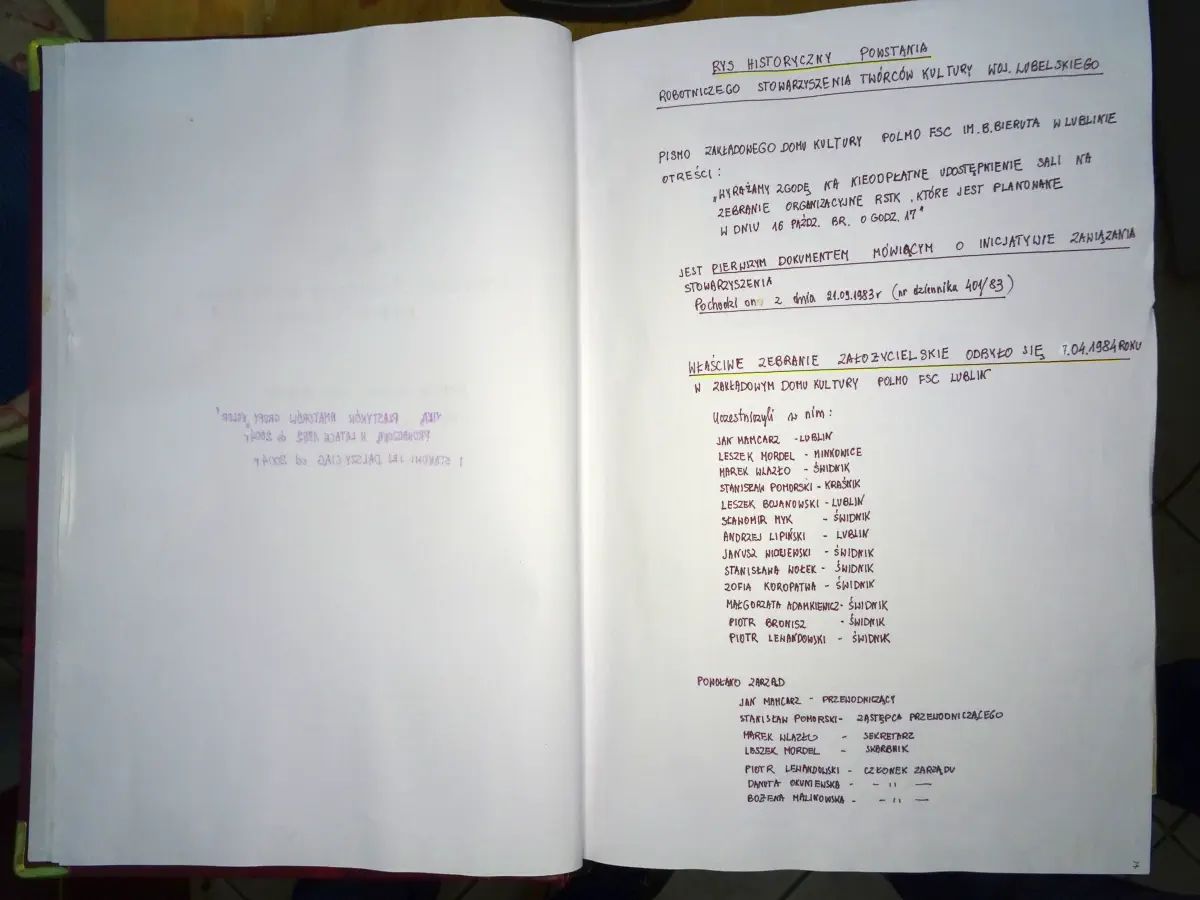 RYS HISTORYCZNY POWSTANIA
ROBOTNICZEGO STOWARZYSZENIA TWÓRCÓW KULTURY WOJ. LUBELSKIEGO
PISMO ZAKŁADONEGO DOMU KULTURY POLMO FSC IM. B. BIERUTA W LUBLINIE
O TREŚCI :
„WYRAŻAMY ZGODĘ NA NIEODPŁATNE UDOSTĘPNIENIE SALI NA
ZEBRANIE ORGANIZACYJNE RSTK, KTÓRE JEST PLANOWANE
W DNIU 16 PAŹDZ. BR. O GODZ. 17"
JEST PIERWSZYM DOKUMENTEM MÓWIĄCYM O INICJATYWIE ZAWIĄZANIA
STOWARZYSZENIA
Pochodzi on z dnia 21.09.1983r (nr dziennika 401/83)
WŁAŚCIWE ZEBRANIE ZAŁOŻYCIELSKIE ODBYŁO SIĘ 7.04.1984 ROKU
W ZAKŁADOWYM DOMU KULTURY POLMO FSC LUBLIN
Uczestniczyli w nim :
JAN MAMCARZ - LUBLIN
LESZEK MORDEL - MINKOWICE
MAREK WLAZŁO - ŚWIDNIK
STANISŁAW POMORSKI - KRAŚNIK
LESZEK BOJANOWSKI - LUBLIN
SŁAWOMIR MYK - ŚWIDNIK
ANDRZEJ LIPIŃSKI - LUBLIN
JANUSZ - ŚWIDNIK
STANISŁAWA WOŁEK - ŚWIDNIK
ZOFIA KOROPATWA - ŚWIDNIK
MAŁGORZATA ADAMKIEWICZ - ŚWIDNIK
PIOTR BRONISZ - ŚWIDNIK
PIOTR LEWANDOWSKI - ŚWIDNIK
POWOŁANO ZARZĄD
JAN MAMCARZ - PRZEWODNICZĄCY
STANISŁAW POMORSKI - ZASTĘPCA PRZEWODNICZĄCEGO
MAREK WLAZŁO - SEKRETARZ
LESZEK MORDEL - SKARBNIK
PIOTR LEWANDOWSKI - CZŁONEK ZARZĄDU
DANUTA OKUNIEWSKA - - ,, -
BOŻENA MALINOWSKA - - ,, -
7